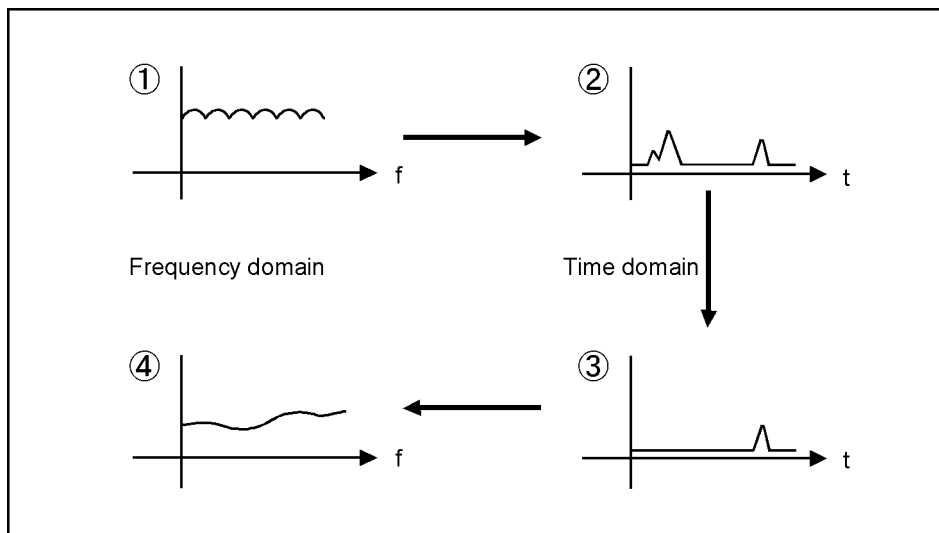 ①
②
f
t
Frequency domain
Time domain
④
③
f
t